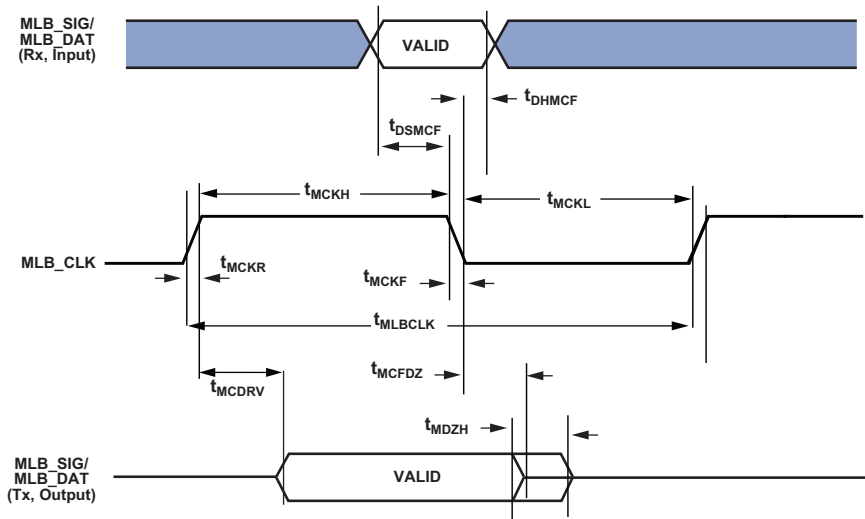 MLB_SIG/
MLB_DAT
(Rx, Input)
VALID
tDHMCF
tDSMCF
tMCKH
tMCKL
MLB_CLK
tMCKR
tMCKF
tMLBCLK
tMCFDZ
tMCDRV
tMDZH
MLB_SIG/
MLB_DAT
(Tx, Output)
VALID